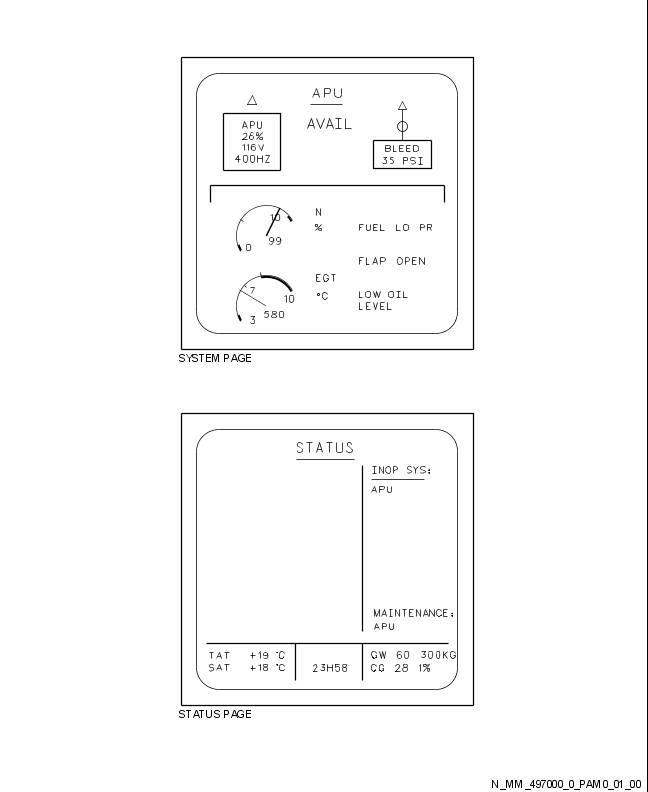 APU
AVAIL
APU
26%
116V
400HZ
BLEED
35 PSI
N
%
10
99
0
FUEL LO PR
FLAP OPEN
EGT
°C
7
10
580
3
LOW OIL
LEVEL
SYSTEM PAGE
STATUS
INOP SYS:
APU
MAINTENANCE:
APU
TAT +19 °C
SAT +18 °C
23H58
GW 60 300KG
CG 28 1%
STATUS PAGE
N_MM_497000_0_PAM0_01_00